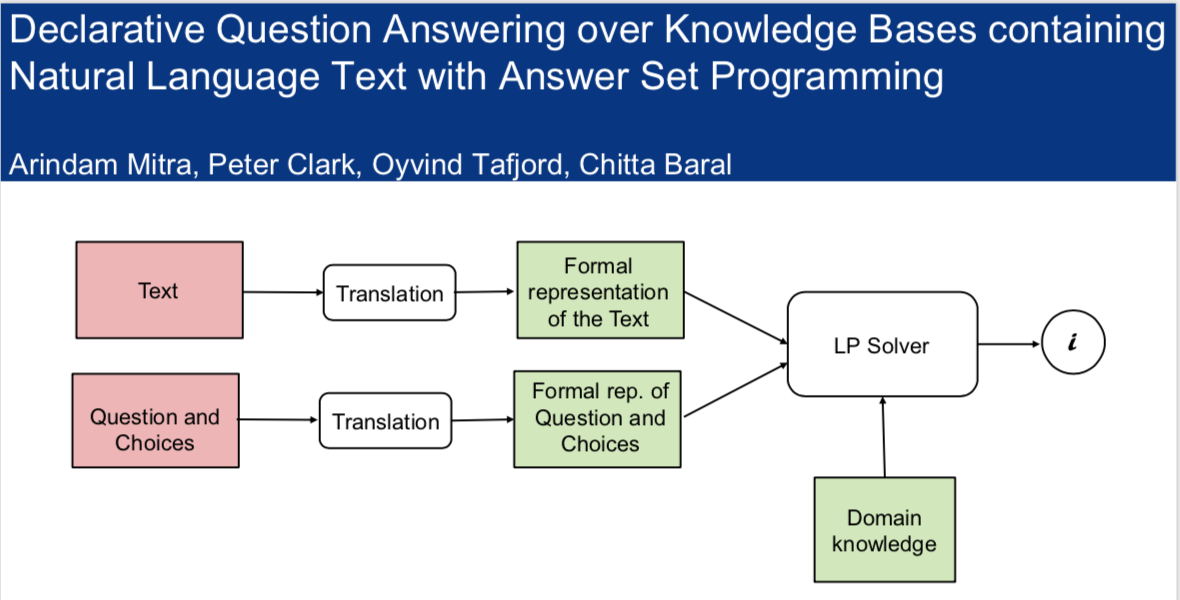 Declarative Question Answering over Knowledge Bases containing
Natural Language Text with Answer Set Programming
Arindam Mitra, Peter Clark, Oyvind Tafjord, Chitta Baral
Text
Translation
Formal
representation
of the Text
LP Solver
i
Question and
Choices
Translation
Formal rep. of
Question and
Choices
Domain
knowledge